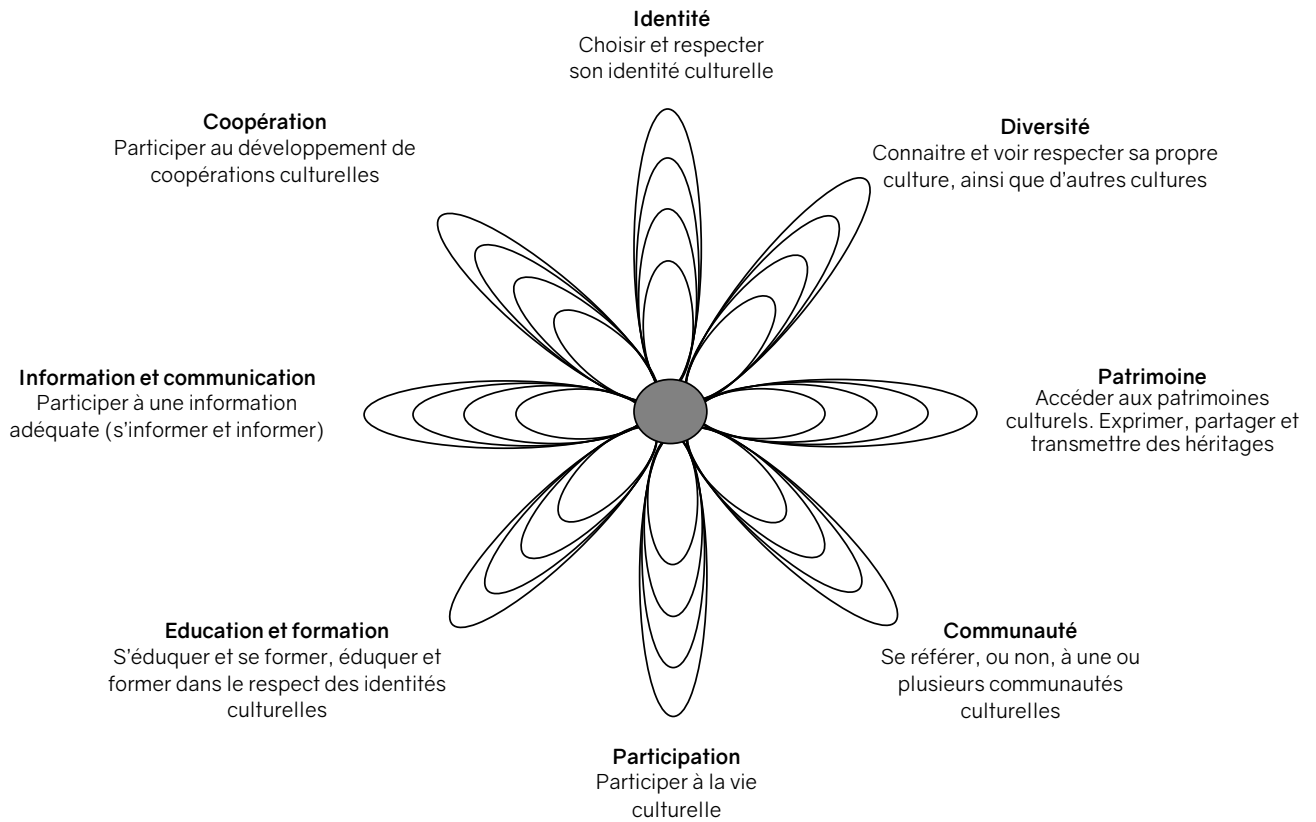 Identité
Choisir et respecter
son identité culturelle
Diversité
Connaitre et voir respecter sa propre
culture, ainsi que d'autres cultures
Patrimoine
Accéder aux patrimoines
culturels. Exprimer, partager et
transmettre des héritages
Communauté
Se référer, ou non, à une ou
plusieurs communautés
culturelles
Participation
Participer à la vie
culturelle
Education et formation
S'éduquer et se former, éduquer et
former dans le respect des identités
culturelles
Information et communication
Participer à une information
adéquate (s'informer et informer)
Coopération
Participer au développement de
coopérations culturelles